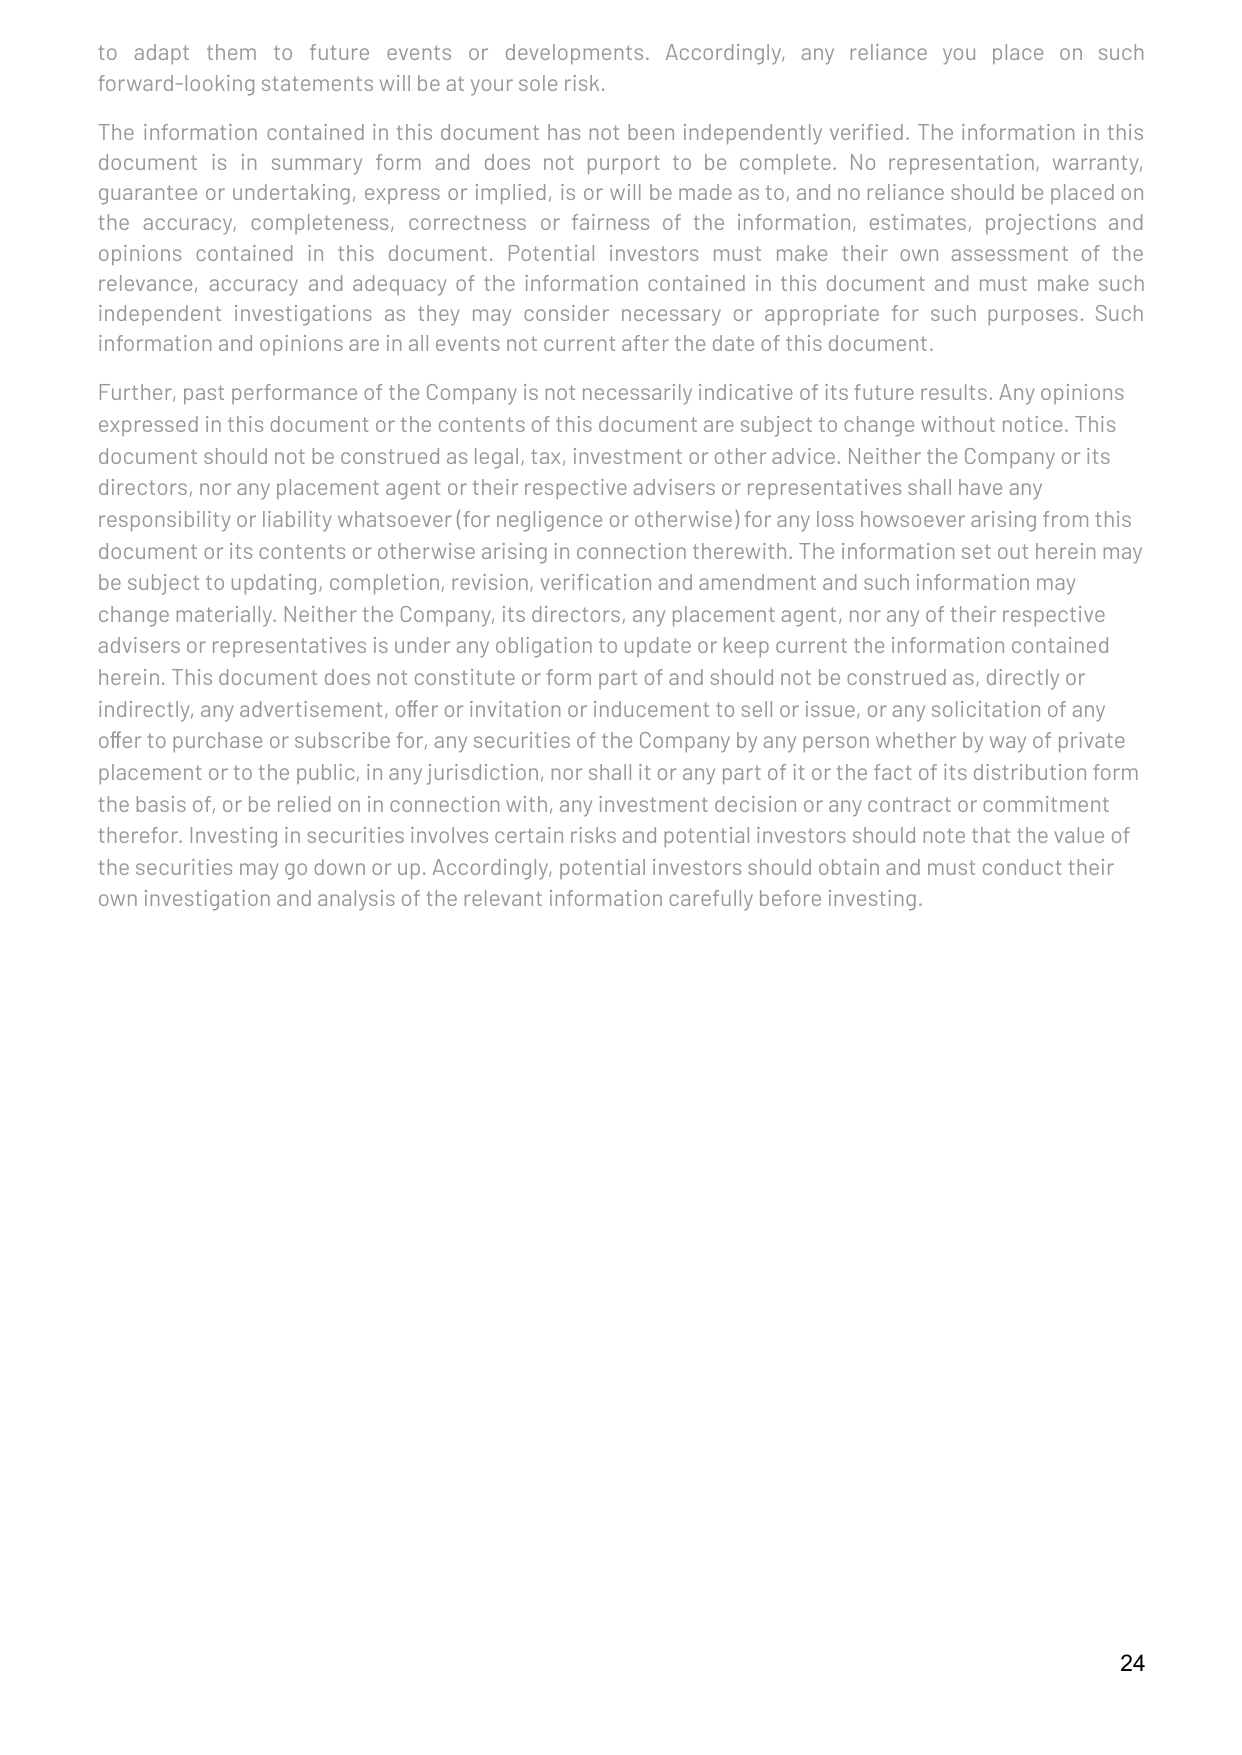 to adapt them to future events or developments. Accordingly, any reliance you place on such
forward-looking statements will be at your sole risk.
The information contained in this document has not been independently verified. The information in this
document is in summary form and does not purport to be complete. No representation, warranty,
guarantee or undertaking, express or implied, is or will be made as to, and no reliance should be placed on
the accuracy, completeness, correctness or fairness of the information, estimates, projections and
opinions contained in this document. Potential investors must make their own assessment of the
relevance, accuracy and adequacy of the information contained in this document and must make such
independent investigations as they may consider necessary or appropriate for such purposes. Such
information and opinions are in all events not current after the date of this document.
Further, past performance of the Company is not necessarily indicative of its future results. Any opinions
expressed in this document or the contents of this document are subject to change without notice. This
document should not be construed as legal, tax, investment or other advice. Neither the Company or its
directors, nor any placement agent or their respective advisers or representatives shall have any
responsibility or liability whatsoever (for negligence or otherwise) for any loss howsoever arising from this
document or its contents or otherwise arising in connection therewith. The information set out herein may
be subject to updating, completion, revision, verification and amendment and such information may
change materially. Neither the Company, its directors, any placement agent, nor any of their respective
advisers or representatives is under any obligation to update or keep current the information contained
herein. This document does not constitute or form part of and should not be construed as, directly or
indirectly, any advertisement, offer or invitation or inducement to sell or issue, or any solicitation of any
offer to purchase or subscribe for, any securities of the Company by any person whether by way of private
placement or to the public, in any jurisdiction, nor shall it or any part of it or the fact of its distribution form
the basis of, or be relied on in connection with, any investment decision or any contract or commitment
therefor. Investing in securities involves certain risks and potential investors should note that the value of
the securities may go down or up. Accordingly, potential investors should obtain and must conduct their
own investigation and analysis of the relevant information carefully before investing.
24